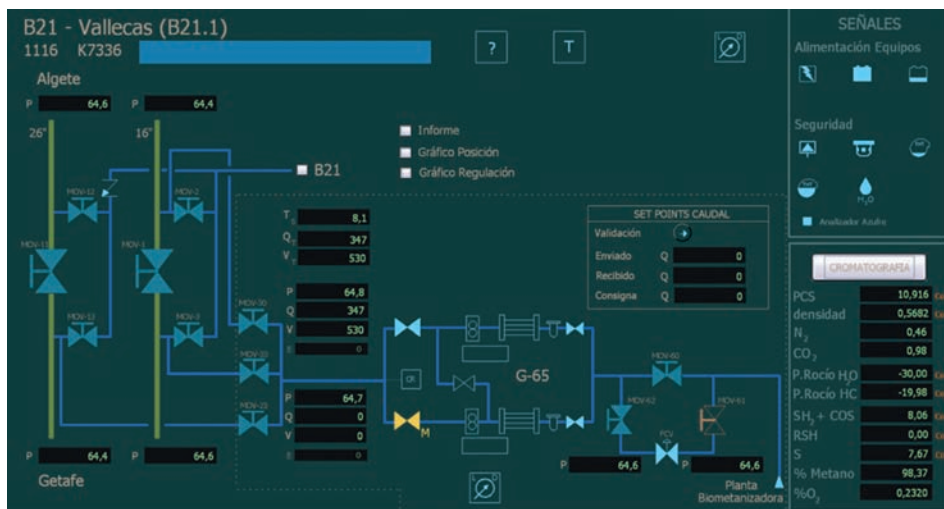 B21 - Vallecas (B21.1)
1116 K7336
?
T
L O
Algete
P 64,6
P 64,4
26"
16"
Informe
Gráfico Posición
Gráfico Regulación
B21
MOV-12
MOV-2
MOV-11
MOV-1
MOV-13
MOV-3
MOV-30
MOV-20
MOV-21
T 8,1
Q 347
V 530
P 64,8
Q 347
V 530
0
P 64,7
Q 0
V 0
0
SET POINTS CAUDAL
Validación
Enviado Q 0
Recibido Q 0
Consigna Q 0
CR
G-65
M
MOV-60
MOV-62
MOV-61
PCV
P 64,6
P 64,6
Planta
Biometanizadora
P 64,4
P 64,6
Getafe
L O
SEÑALES
Alimentación Equipos
Seguridad
H₂O
Analizador Azufre
CROMATOGRAFIA
PCS 10,916
densidad 0,5682
N₂ 0,46
CO₂ 0,98
P.Rocío H₂O -30,00
P.Rocío HC -19,98
SH₂ + COS 8,06
RSH 0,00
S 7,67
% Metano 98,37
%O₂ 0,2320